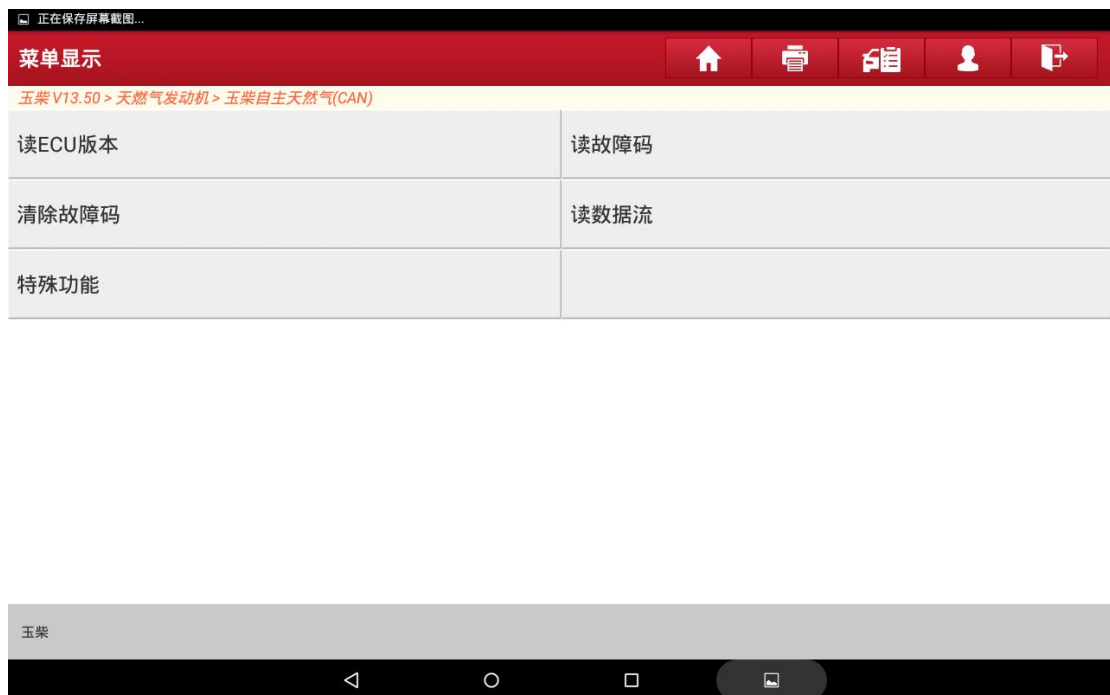 正在保存屏幕截图...
菜单显示
玉柴 V13.50 > 天燃气发动机 > 玉柴自主天然气(CAN)
读ECU版本
读故障码
清除故障码
读数据流
特殊功能
玉柴